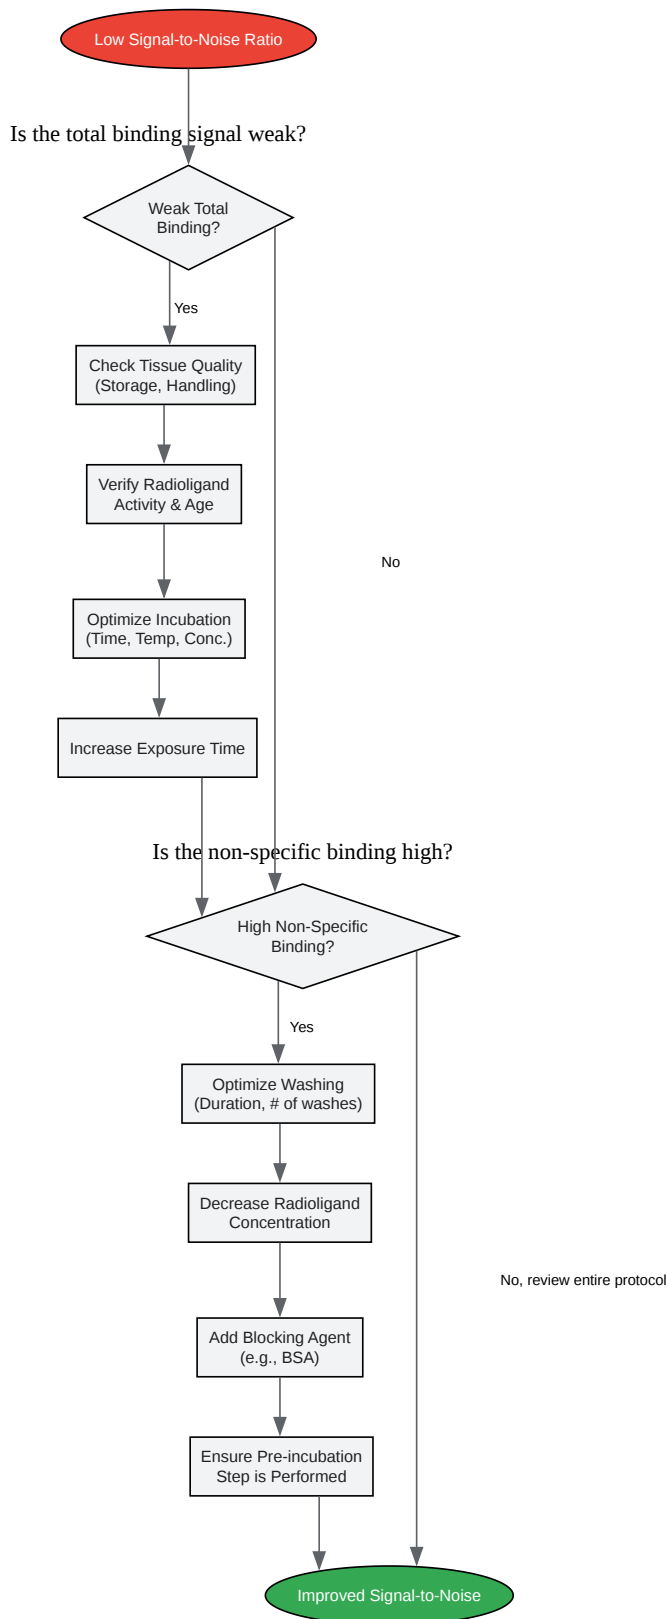 Low Signal-to-Noise Ratio
Is the total binding signal weak?
Weak Total
Binding?
Yes
Check Tissue Quality
(Storage, Handling)
Verify Radioligand
Activity & Age
No
Optimize Incubation
(Time, Temp, Conc.)
Increase Exposure Time
Is the non-specific binding high?
High Non-Specific
Binding?
Yes
Optimize Washing
(Duration, # of washes)
Decrease Radioligand
Concentration
No, review entire protocol
Add Blocking Agent
(e.g., BSA)
Ensure Pre-incubation
Step is Performed
Improved Signal-to-Noise